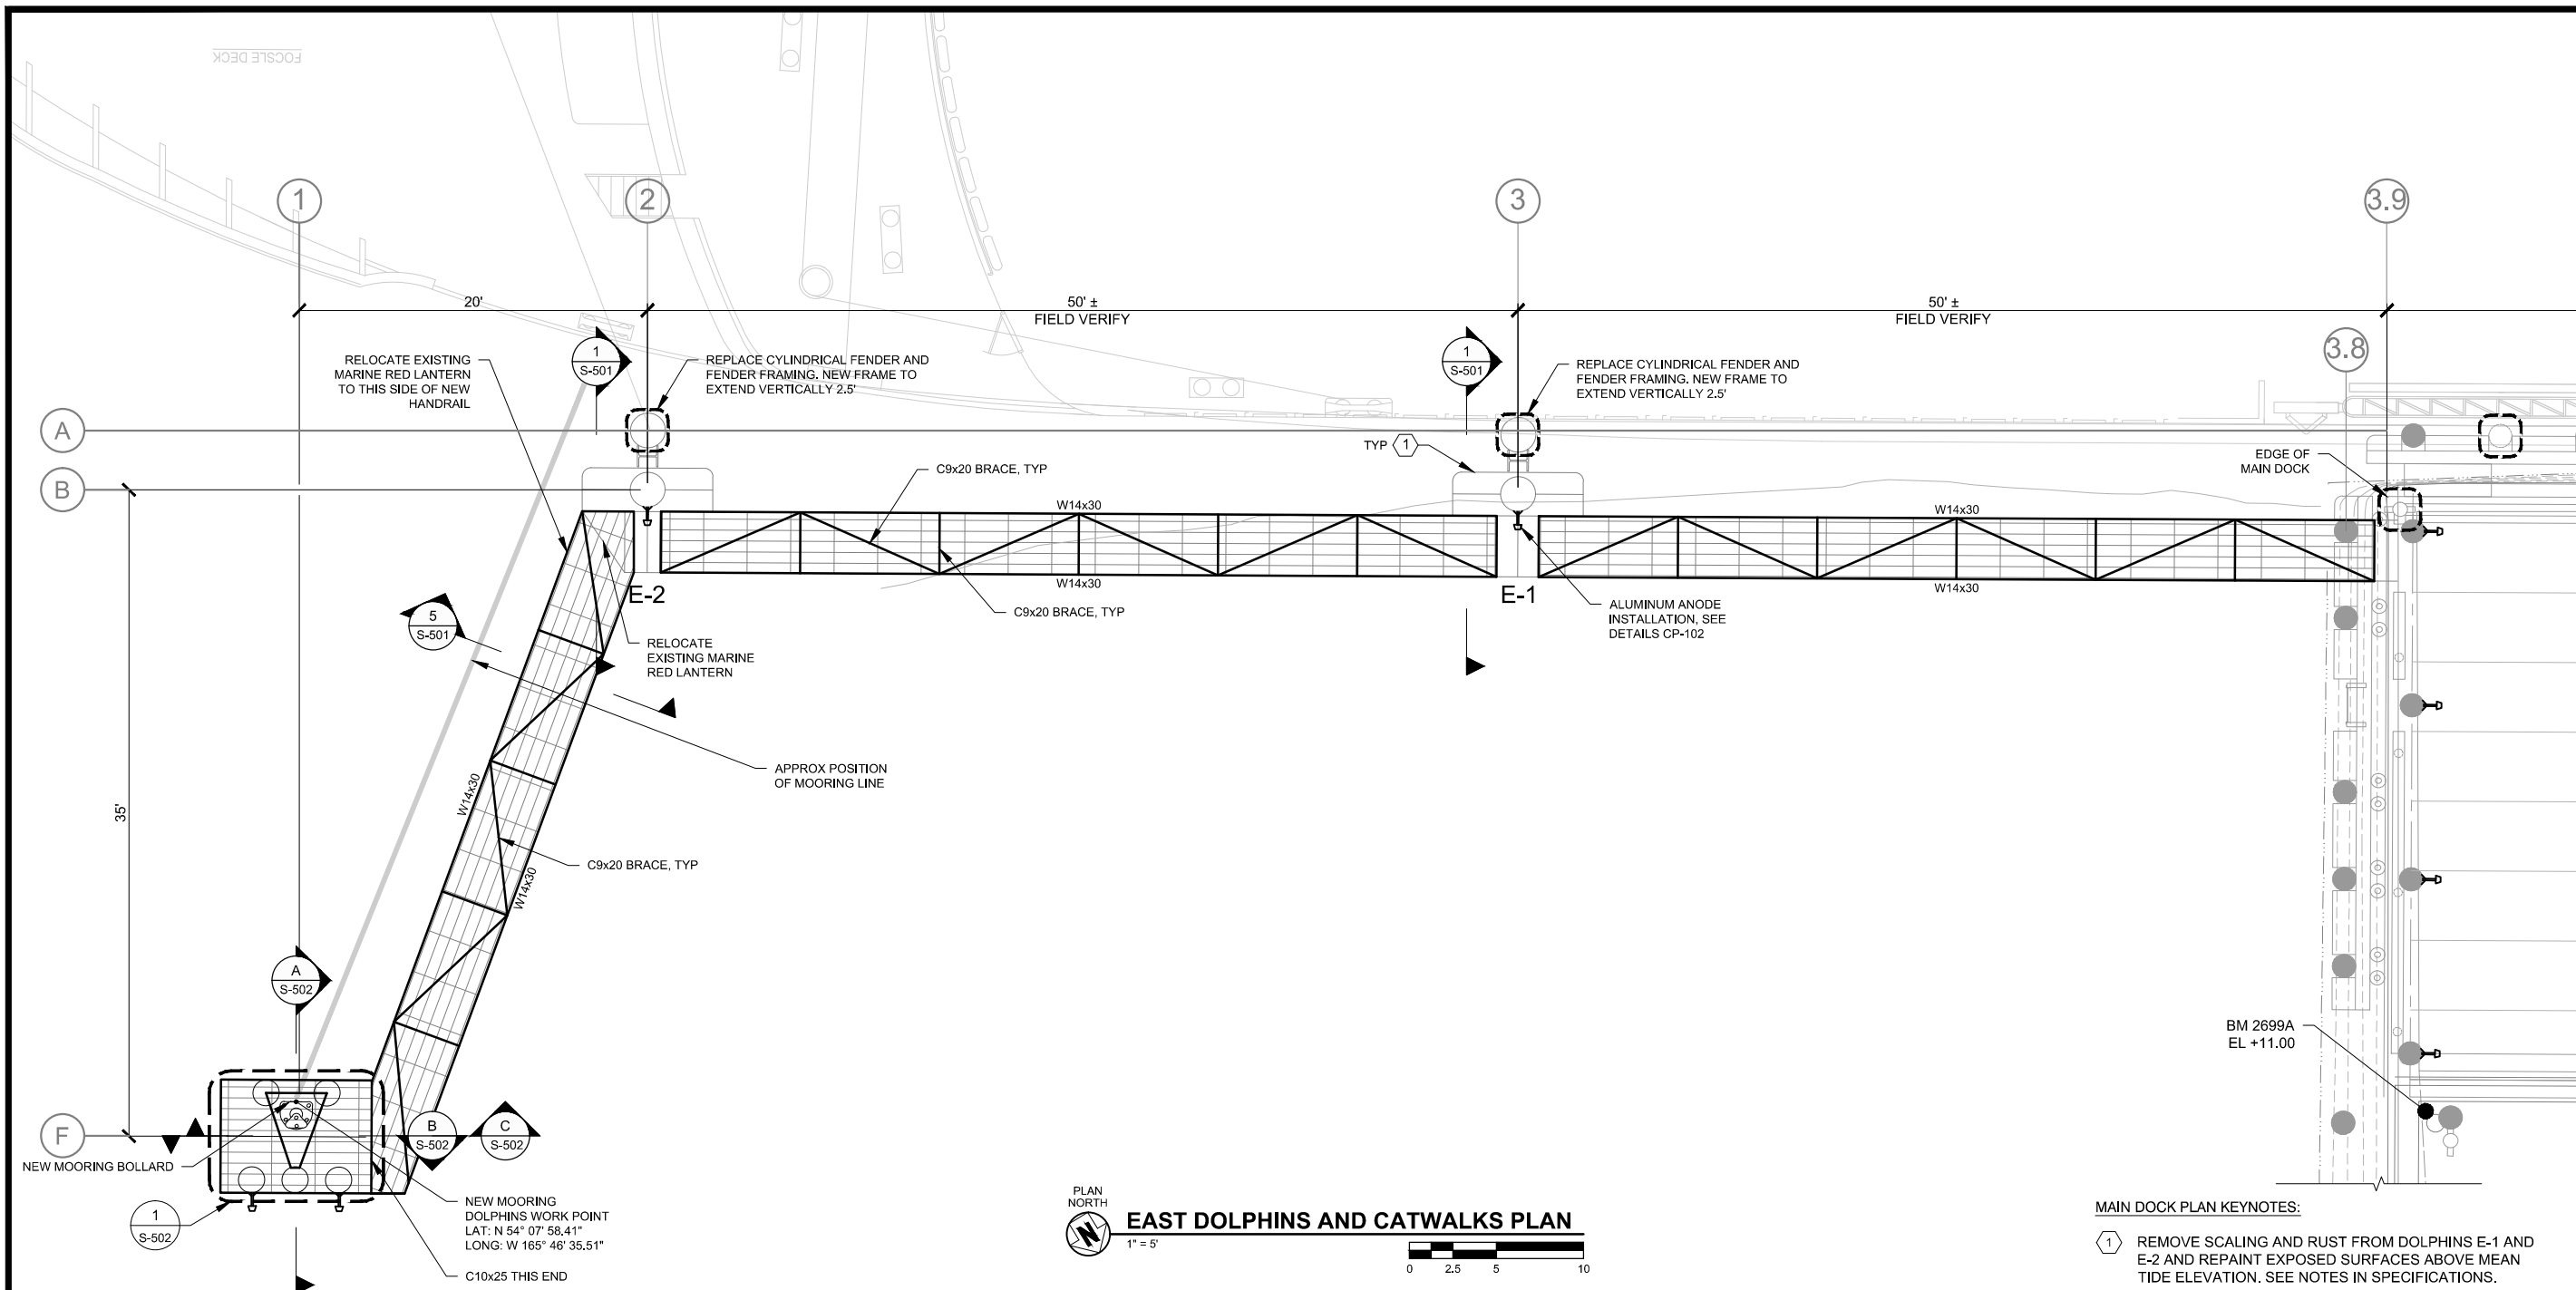 FOCSLE DECK
1
2
3
3.9
20'
50' ±
FIELD VERIFY
50' ±
FIELD VERIFY
3.8
RELOCATE EXISTING
MARINE RED LANTERN
TO THIS SIDE OF NEW
HANDRAIL
1
S-501
REPLACE CYLINDRICAL FENDER AND
FENDER FRAMING. NEW FRAME TO
EXTEND VERTICALLY 2.5'
1
S-501
REPLACE CYLINDRICAL FENDER AND
FENDER FRAMING. NEW FRAME TO
EXTEND VERTICALLY 2.5'
A
TYP 1
EDGE OF
MAIN DOCK
B
C9x20 BRACE, TYP
W14x30
W14x30
W14x30
W14x30
E-2
E-1
C9x20 BRACE, TYP
ALUMINUM ANODE
INSTALLATION, SEE
DETAILS CP-102
5
S-501
RELOCATE
EXISTING MARINE
RED LANTERN
APPROX POSITION
OF MOORING LINE
W14x30
35'
C9x20 BRACE, TYP
W14x30
A
S-502
BM 2699A
EL +11.00
F
B
S-502
C
S-502
NEW MOORING BOLLARD
1
S-502
NEW MOORING
DOLPHINS WORK POINT
LAT: N 54° 07' 58.41"
LONG: W 165° 46' 35.51"
C10x25 THIS END
PLAN
NORTH
N
EAST DOLPHINS AND CATWALKS PLAN
1" = 5'
0 2.5 5 10
MAIN DOCK PLAN KEYNOTES:
1 REMOVE SCALING AND RUST FROM DOLPHINS E-1 AND
E-2 AND REPAINT EXPOSED SURFACES ABOVE MEAN
TIDE ELEVATION. SEE NOTES IN SPECIFICATIONS.